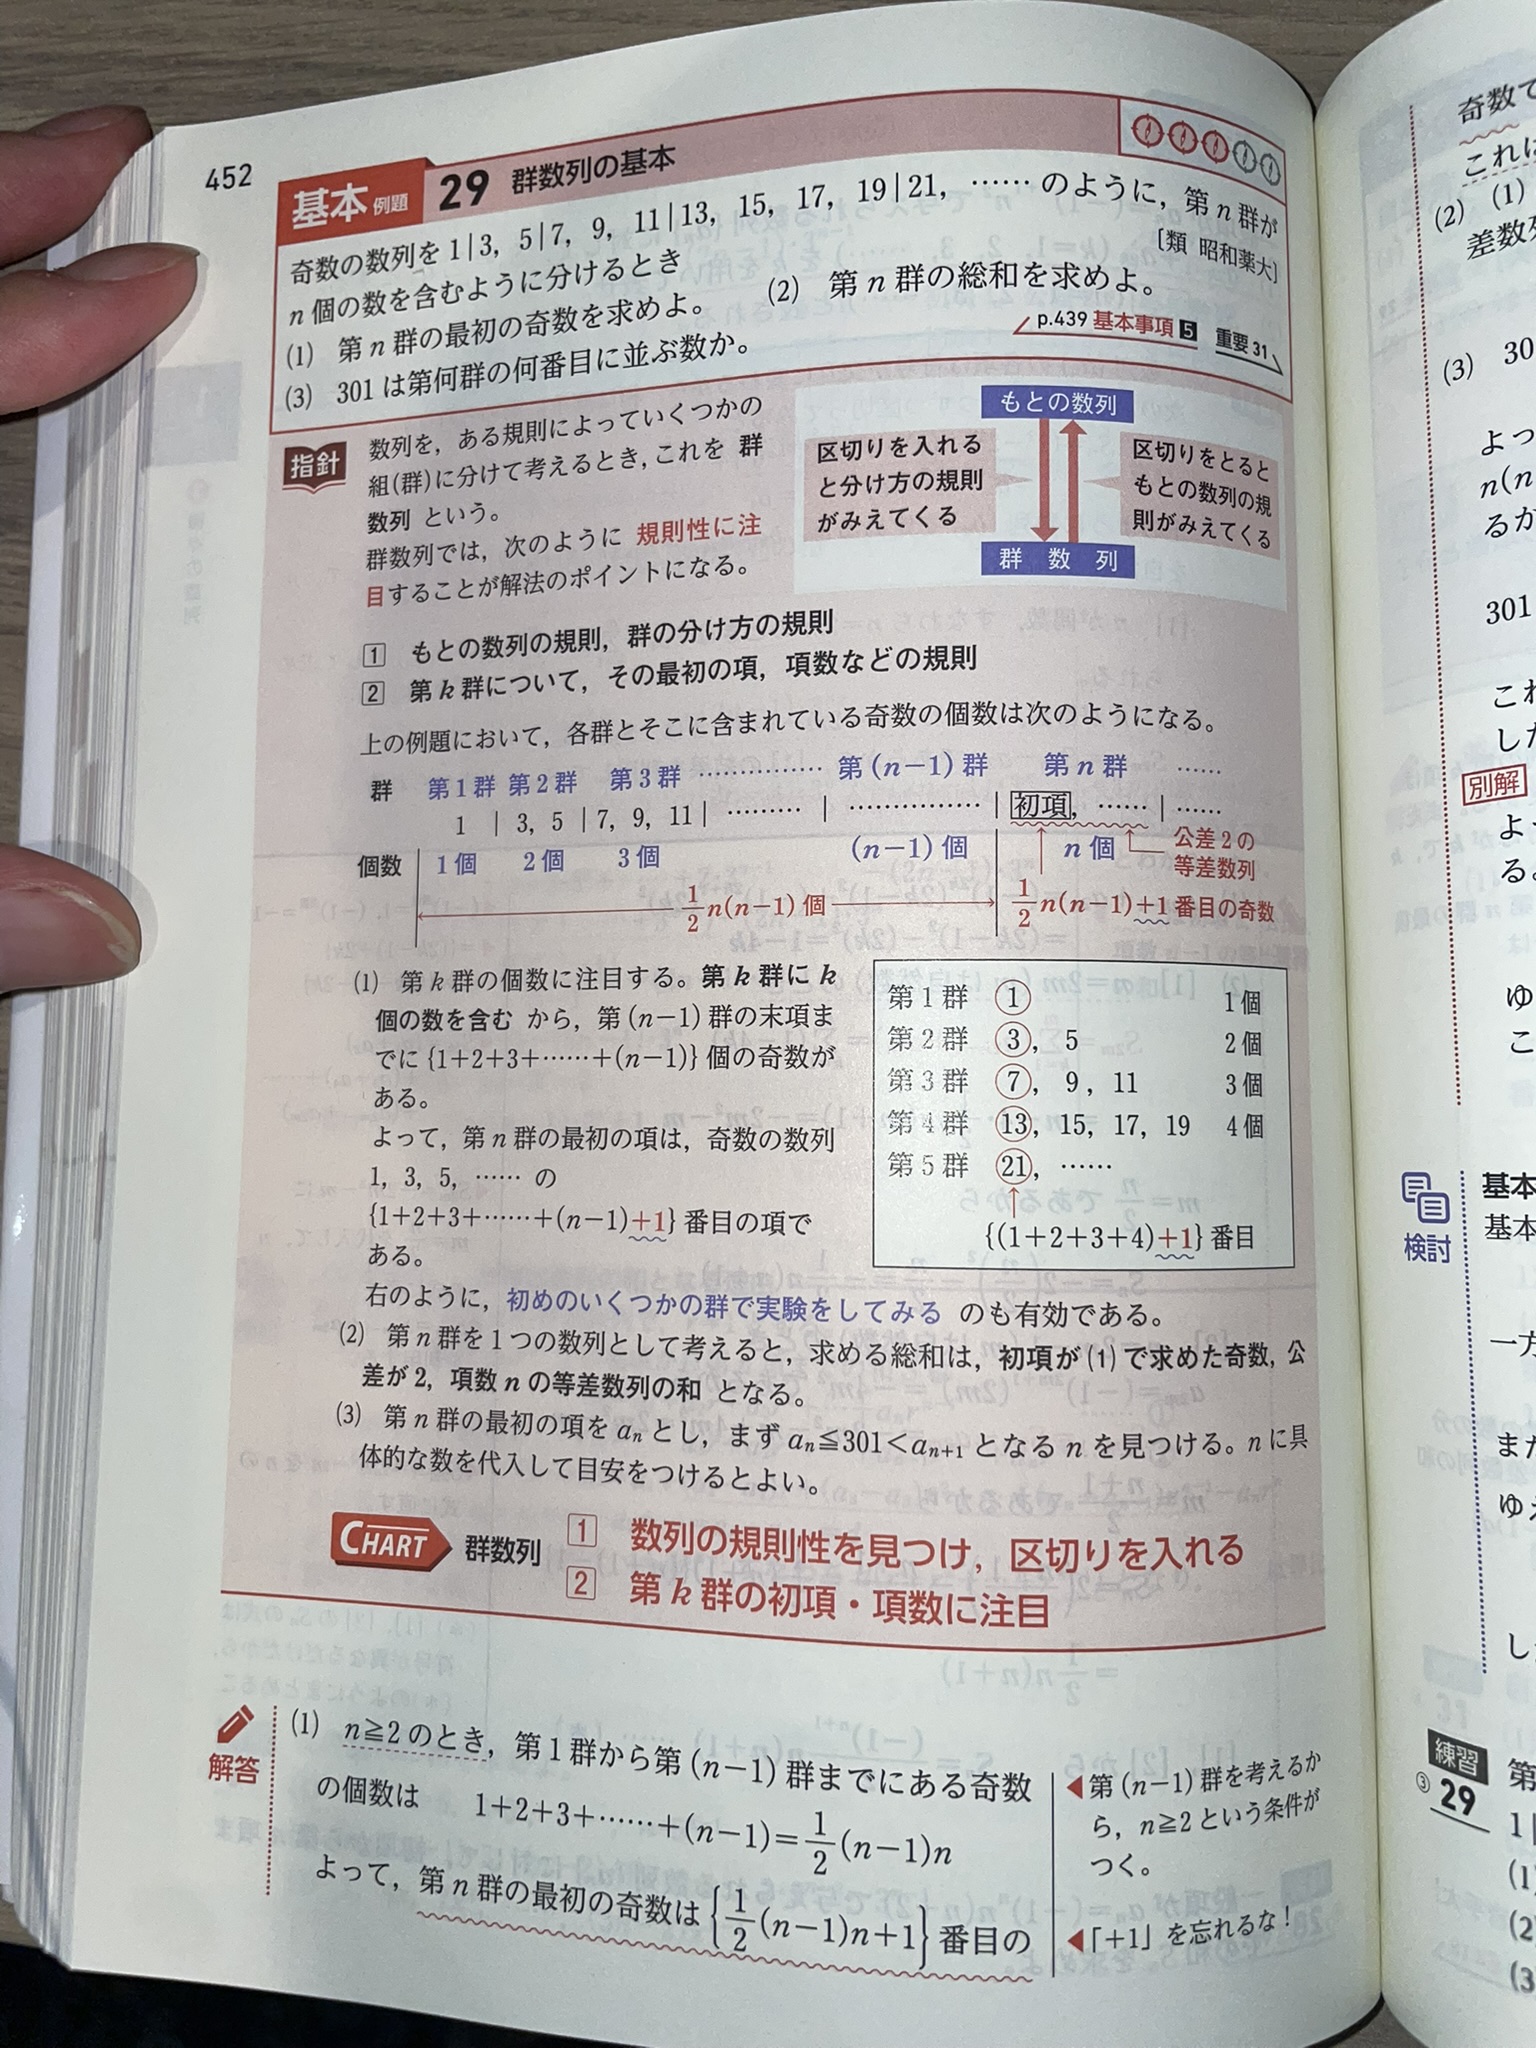 452
基本 例題 29 群数列の基本
奇数の数列を 1|3, 5|7, 9, 11|13, 15, 17, 19|21, …… のように, 第 n 群が
n 個の数を含むように分けるとき
〔類 昭和薬大〕
(1) 第 n 群の最初の奇数を求めよ。
(2) 第 n 群の総和を求めよ。
(3) 301 は第何群の何番目に並ぶ数か。
p.439 基本事項 5 重要 31
指針
数列を, ある規則によっていくつかの
組(群)に分けて考えるとき, これを 群
数列 という。
群数列では, 次のように 規則性に注
目することが解法のポイントになる。
もとの数列
区切りを入れる
と分け方の規則
がみえてくる
区切りをとると
もとの数列の規
則がみえてくる
群 数 列
1 もとの数列の規則, 群の分け方の規則
2 第 k 群について, その最初の項, 項数などの規則
上の例題において, 各群とそこに含まれている奇数の個数は次のようになる。
群 第1群 第2群 第3群 ………… 第(n−1)群 第 n 群 ……
1 | 3, 5 | 7, 9, 11 | ……… | ………… | 初項, …… | ……
個数 1個 2個 3個 (n−1)個 n個
公差2の
等差数列
1/2 n(n−1) 個
1/2 n(n−1)+1 番目の奇数
(1) 第 k 群の個数に注目する。第 k 群に k
個の数を含む から, 第 (n−1) 群の末項ま
でに {1+2+3+……+(n−1)} 個の奇数が
ある。
よって, 第 n 群の最初の項は, 奇数の数列
1, 3, 5, …… の
{1+2+3+……+(n−1)+1} 番目の項で
ある。
第1群 1 1個
第2群 3, 5 2個
第3群 7, 9, 11 3個
第4群 13, 15, 17, 19 4個
第5群 21, ……
{(1+2+3+4)+1} 番目
右のように, 初めのいくつかの群で実験をしてみる のも有効である。
(2) 第 n 群を1つの数列として考えると, 求める総和は, 初項が(1)で求めた奇数, 公
差が2, 項数 n の等差数列の和 となる。
(3) 第 n 群の最初の項を aₙ とし, まず aₙ≦301<aₙ₊₁ となる n を見つける。n に具
体的な数を代入して目安をつけるとよい。
CHART 群数列
1 数列の規則性を見つけ, 区切りを入れる
2 第 k 群の初項・項数に注目
解答
(1) n≧2 のとき, 第1群から第 (n−1) 群までにある奇数
の個数は 1+2+3+……+(n−1)=1/2(n−1)n
よって, 第 n 群の最初の奇数は {1/2(n−1)n+1} 番目の
◀第 (n−1) 群を考えるか
ら, n≧2 という条件が
つく。
◀「+1」を忘れるな!
奇数で
(2) (1)
差数列
(3) 30
よっ
n(n
るか
301
別解
検討
基本
基本
一方
ゆえ
練習
③ 29
第
1|
(1)
(2)
(3)